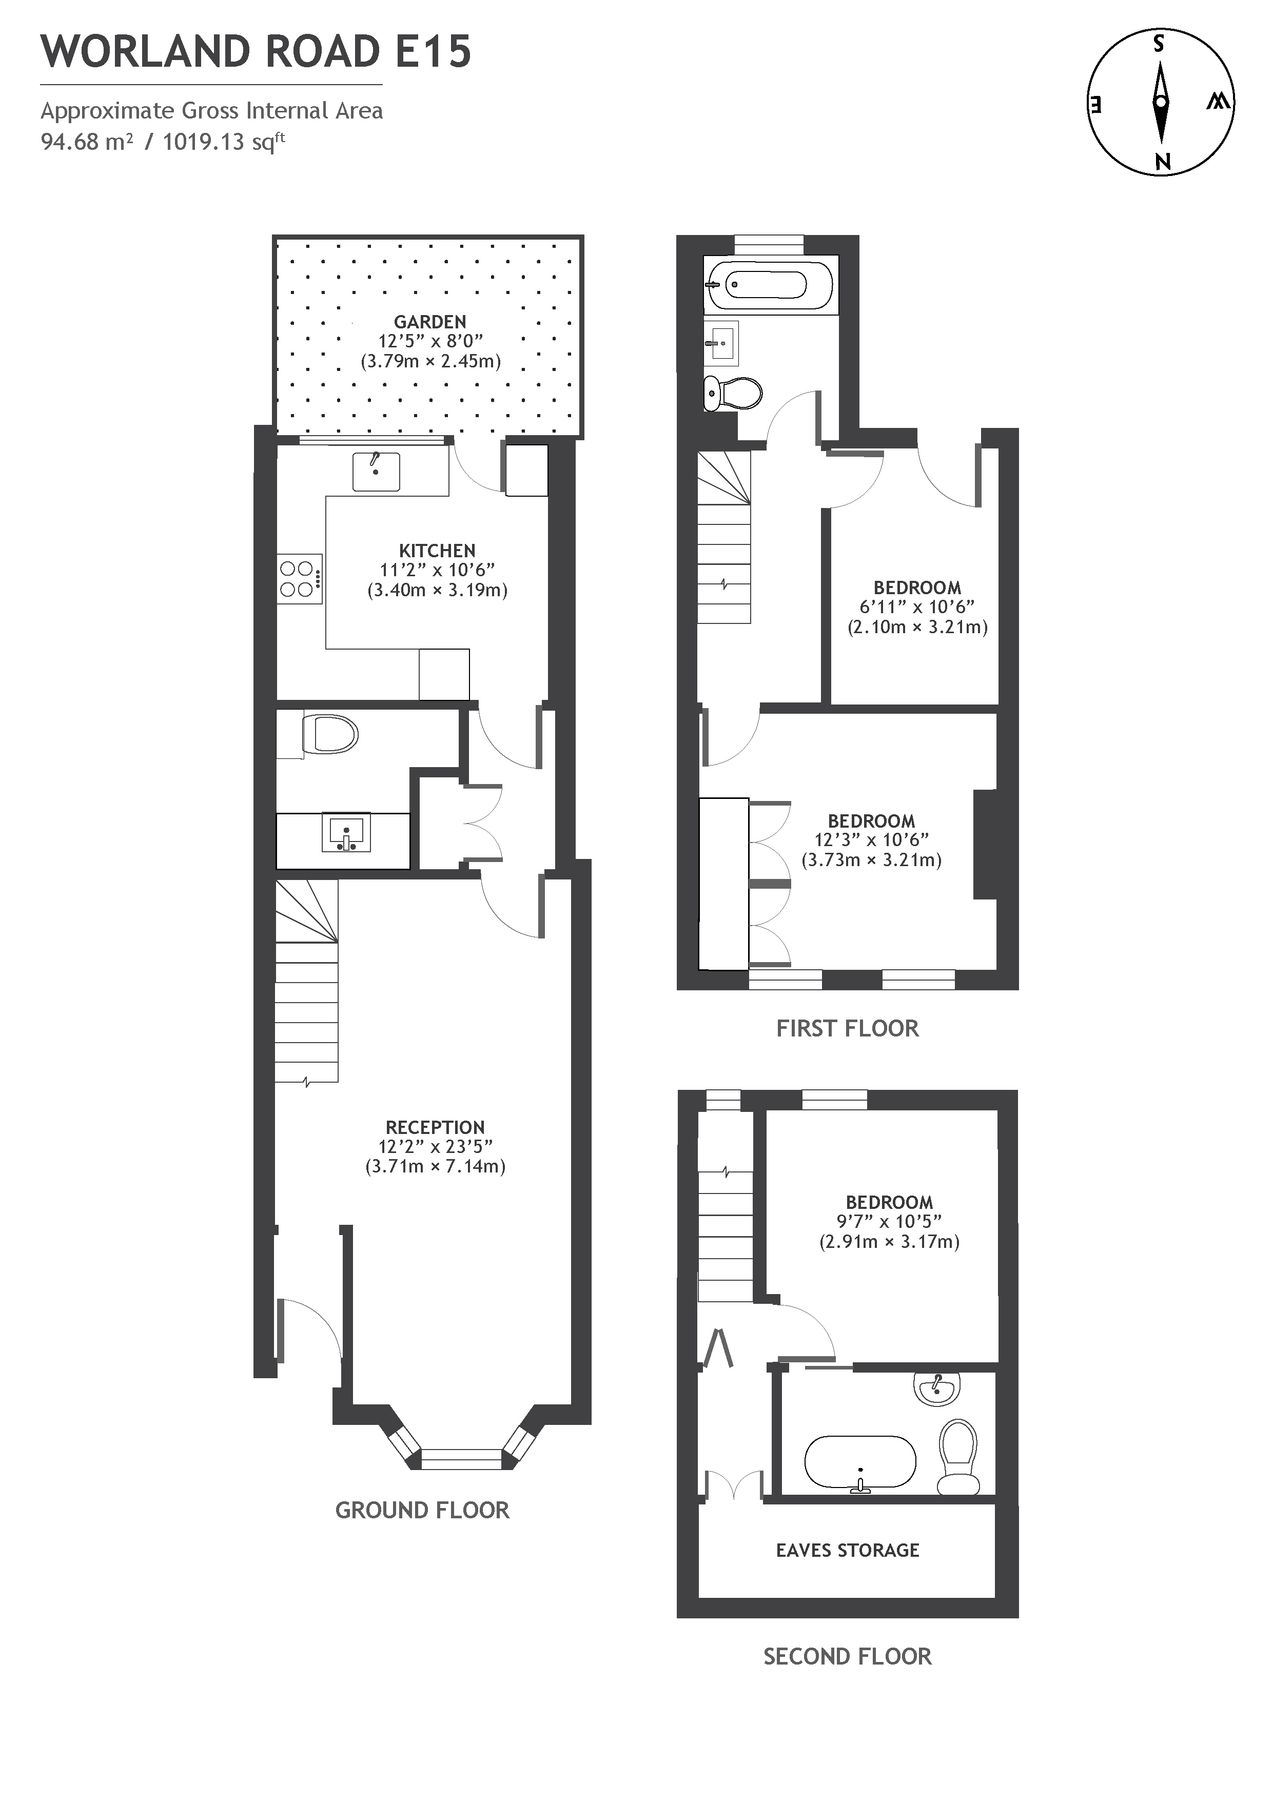 WORLAND ROAD E15
Approximate Gross Internal Area
94.68 m² / 1019.13 sqft
S
E
W
N
GARDEN
12’5” x 8’0”
(3.79m × 2.45m)
KITCHEN
11’2” x 10’6”
(3.40m × 3.19m)
RECEPTION
12’2” x 23’5”
(3.71m × 7.14m)
GROUND FLOOR
BEDROOM
6’11” x 10’6”
(2.10m × 3.21m)
BEDROOM
12’3” x 10’6”
(3.73m × 3.21m)
FIRST FLOOR
BEDROOM
9’7” x 10’5”
(2.91m × 3.17m)
EAVES STORAGE
SECOND FLOOR